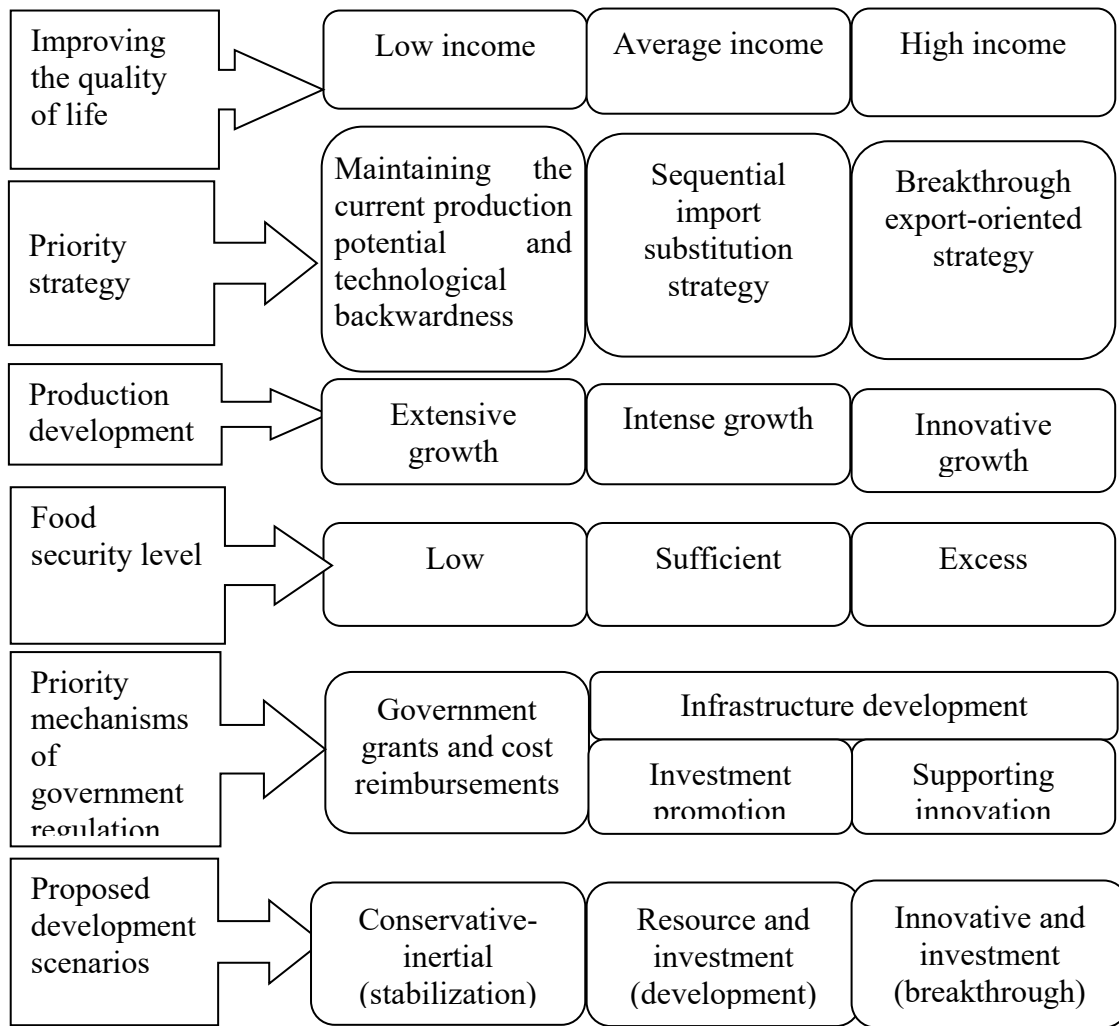 Improving
the quality
of life
Low income
Average income
High income
Priority
strategy
Maintaining the
current production
potential and
technological
backwardness
Sequential
import
substitution
strategy
Breakthrough
export-oriented
strategy
Production
development
Extensive
growth
Intense growth
Innovative
growth
Food
security level
Low
Sufficient
Excess
Priority
mechanisms
of
government
regulation
Government
grants and cost
reimbursements
Infrastructure development
Investment
promotion
Supporting
innovation
Proposed
development
scenarios
Conservative-
inertial
(stabilization)
Resource and
investment
(development)
Innovative and
investment
(breakthrough)